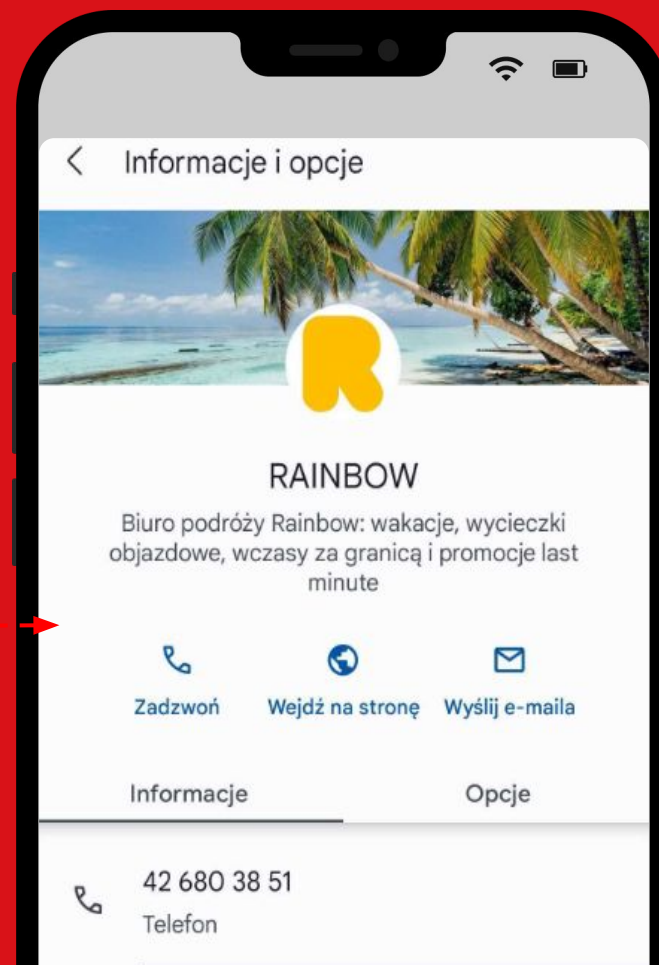 Informacje i opcje
R
RAINBOW
Biuro podróży Rainbow: wakacje, wycieczki
objazdowe, wczasy za granicą i promocje last
minute
Zadzwoń Wejdź na stronę Wyślij e-maila
Informacje Opcje
42 680 38 51
Telefon